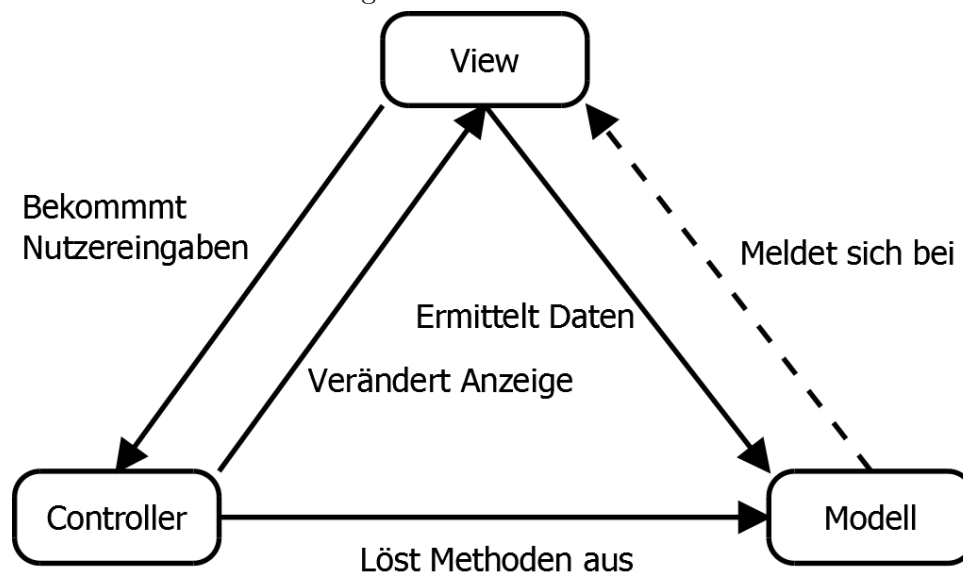 View
Bekommmt
Nutzereingaben
Meldet sich bei
Ermittelt Daten
Verändert Anzeige
Controller
Modell
Löst Methoden aus